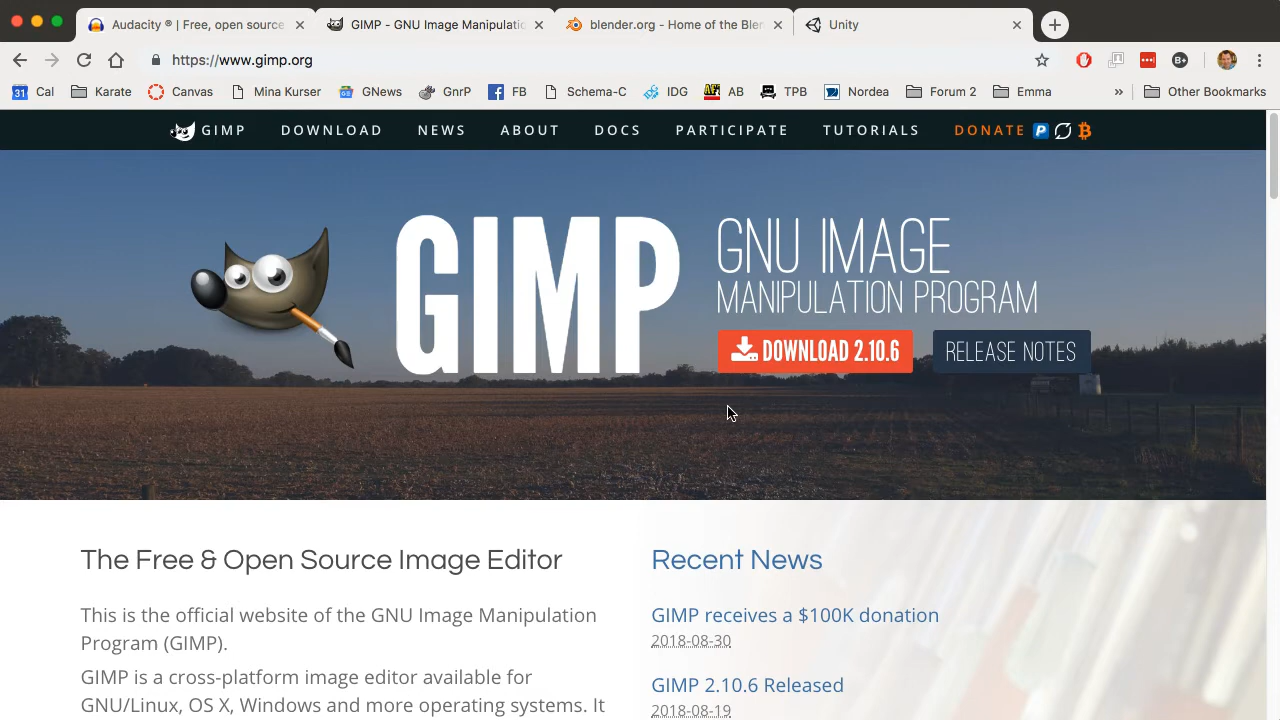 Audacity ® | Free, open source
GIMP - GNU Image Manipulatio
blender.org - Home of the Blen
Unity
https://www.gimp.org
31 Cal
Karate
Canvas
Mina Kurser
GNews
GnrP
FB
Schema-C
IDG
AB
TPB
Nordea
Forum 2
Emma
»
Other Bookmarks
GIMP DOWNLOAD NEWS ABOUT DOCS PARTICIPATE TUTORIALS DONATE
GIMP
GNU IMAGE
MANIPULATION PROGRAM
DOWNLOAD 2.10.6
RELEASE NOTES
The Free & Open Source Image Editor
This is the official website of the GNU Image Manipulation
Program (GIMP).
GIMP is a cross-platform image editor available for
GNU/Linux, OS X, Windows and more operating systems. It
Recent News
GIMP receives a $100K donation
2018-08-30
GIMP 2.10.6 Released
2018-08-19